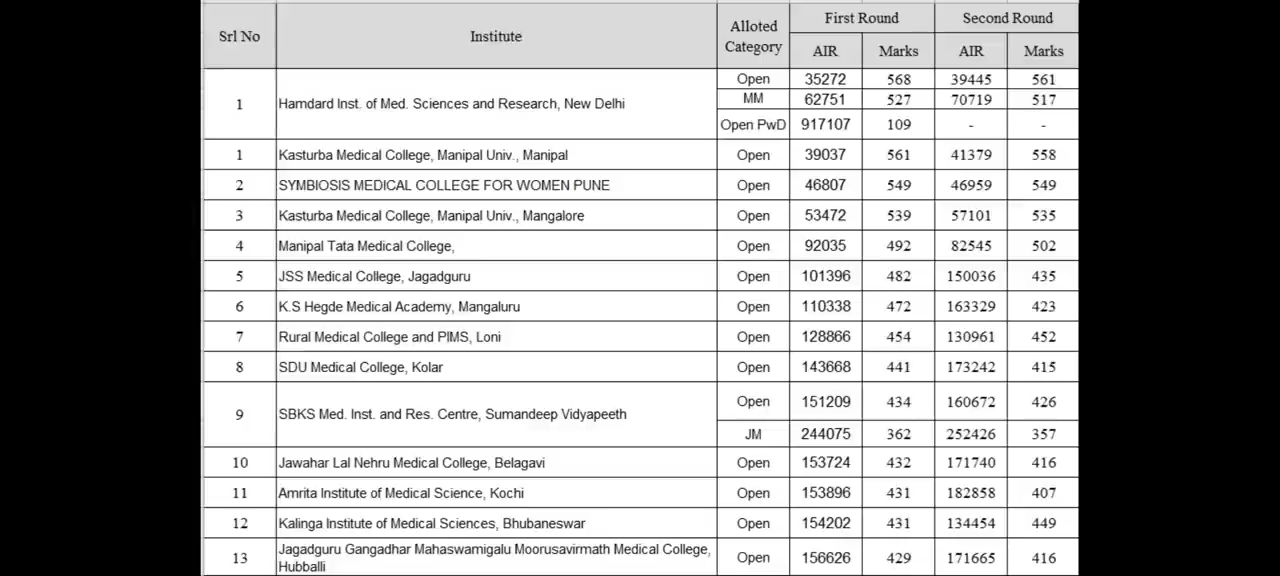 Srl No Institute Alloted Category First Round Second Round
AIR Marks AIR Marks
1 Hamdard Inst. of Med. Sciences and Research, New Delhi Open 35272 568 39445 561
MM 62751 527 70719 517
Open PwD 917107 109 - -
1 Kasturba Medical College, Manipal Univ., Manipal Open 39037 561 41379 558
2 SYMBIOSIS MEDICAL COLLEGE FOR WOMEN PUNE Open 46807 549 46959 549
3 Kasturba Medical College, Manipal Univ., Mangalore Open 53472 539 57101 535
4 Manipal Tata Medical College, Open 92035 492 82545 502
5 JSS Medical College, Jagadguru Open 101396 482 150036 435
6 K.S Hegde Medical Academy, Mangaluru Open 110338 472 163329 423
7 Rural Medical College and PIMS, Loni Open 128866 454 130961 452
8 SDU Medical College, Kolar Open 143668 441 173242 415
9 SBKS Med. Inst. and Res. Centre, Sumandeep Vidyapeeth Open 151209 434 160672 426
JM 244075 362 252426 357
10 Jawahar Lal Nehru Medical College, Belagavi Open 153724 432 171740 416
11 Amrita Institute of Medical Science, Kochi Open 153896 431 182858 407
12 Kalinga Institute of Medical Sciences, Bhubaneswar Open 154202 431 134454 449
13 Jagadguru Gangadhar Mahaswamigalu Moorusavirmath Medical College, Hubballi Open 156626 429 171665 416